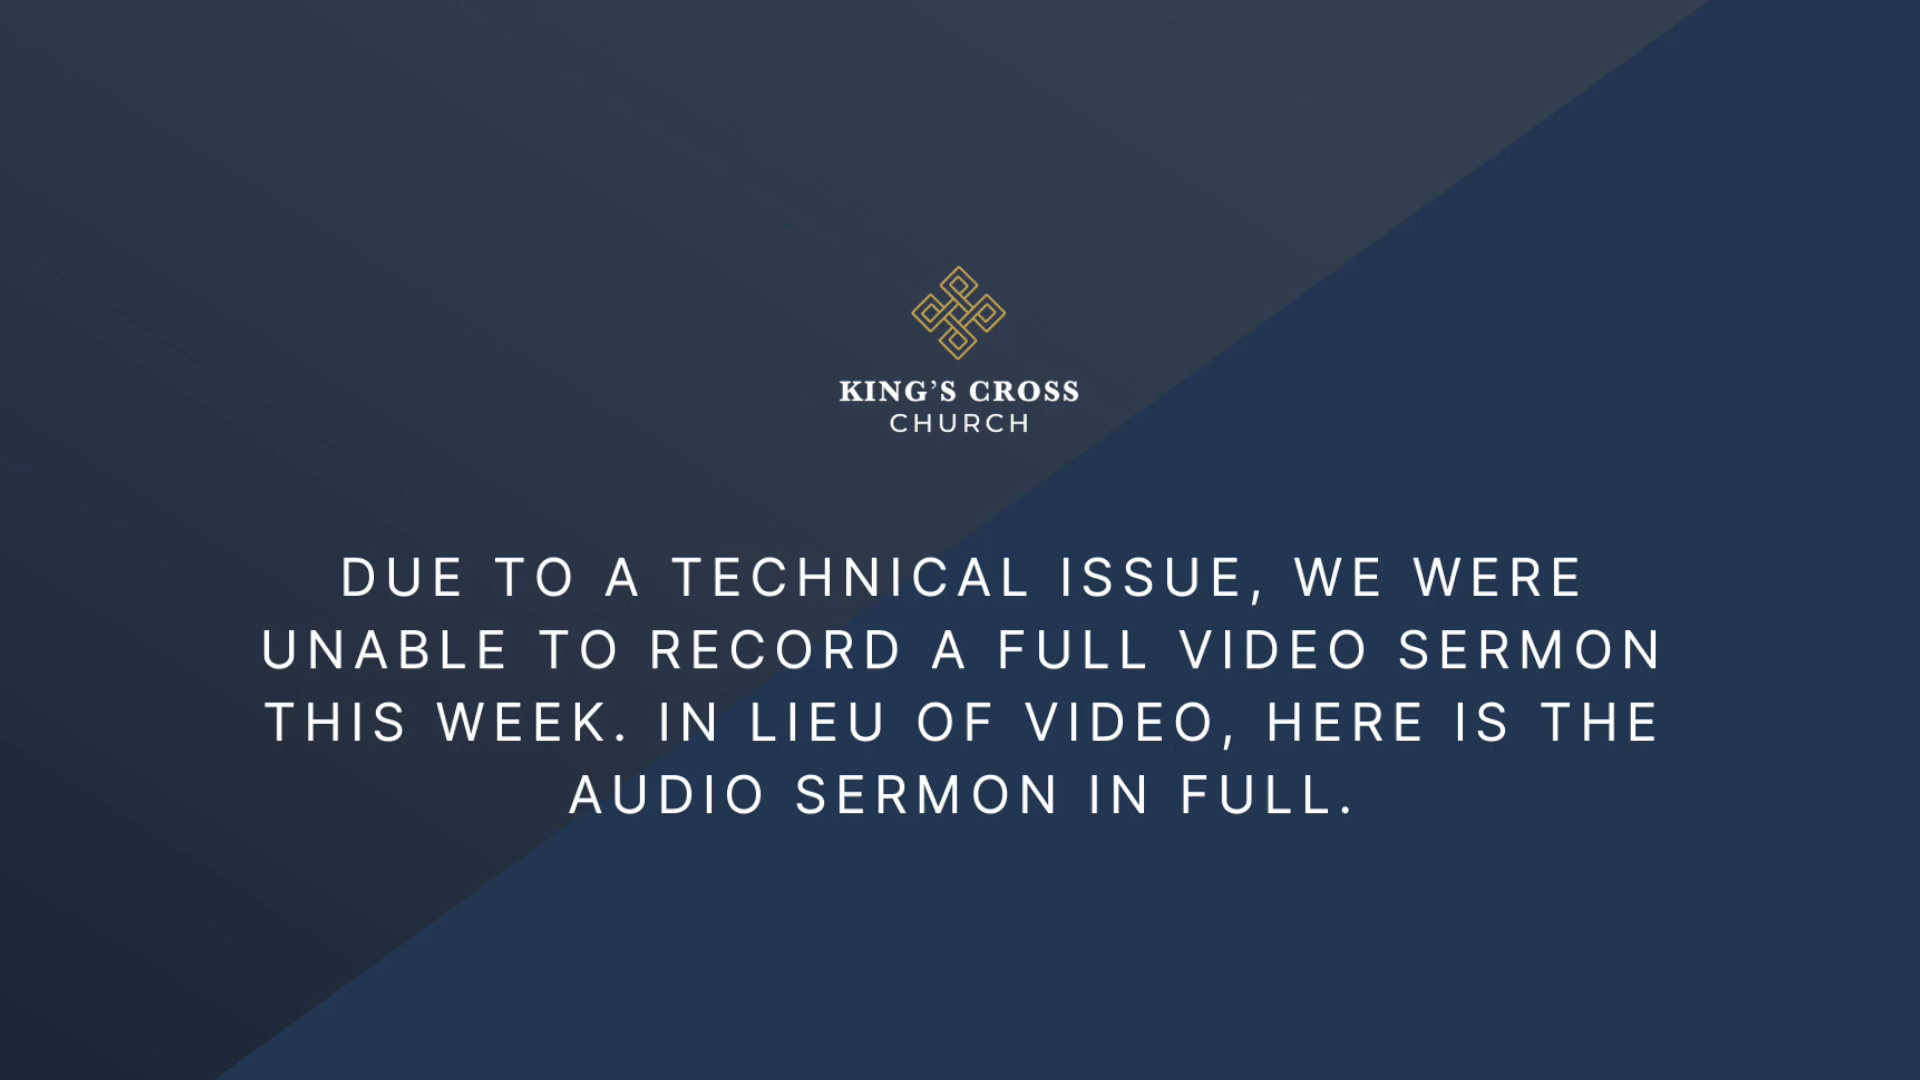 KING’S CROSS
CHURCH
DUE TO A TECHNICAL ISSUE, WE WERE
UNABLE TO RECORD A FULL VIDEO SERMON
THIS WEEK. IN LIEU OF VIDEO, HERE IS THE
AUDIO SERMON IN FULL.